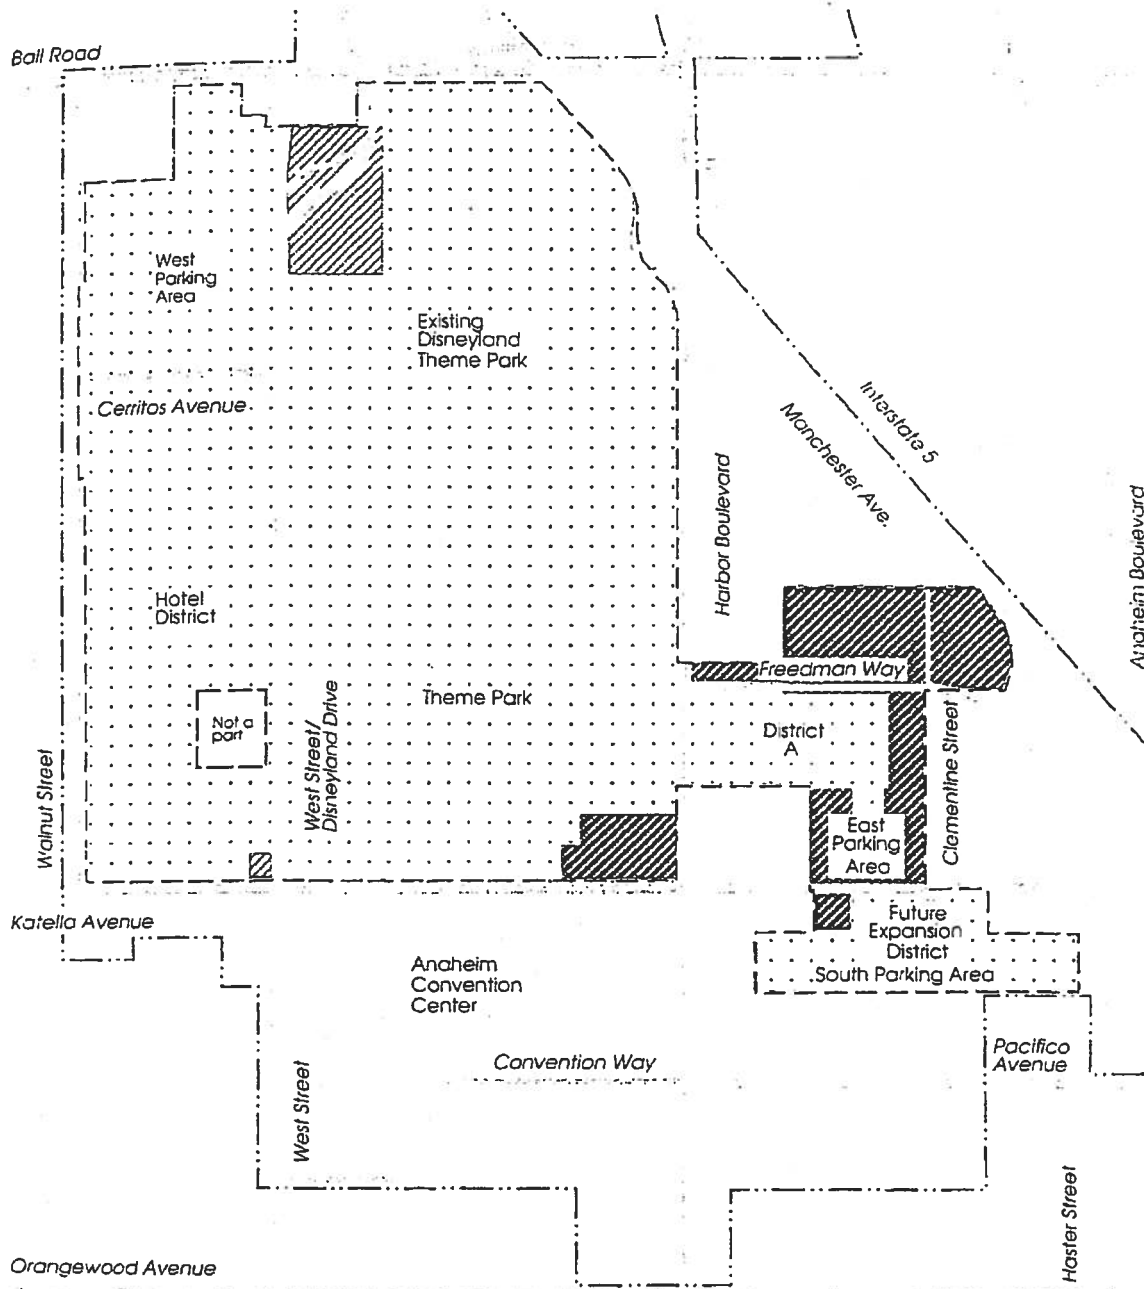 Ball Road
West
Parking
Area
Existing
Disneyland
Theme Park
Cerritos Avenue
Interstate 5
Manchester Ave.
Harbor Boulevard
Anaheim Boulevard
Hotel
District
Freedman Way
Theme Park
Not a
part
West Street/
Disneyland Drive
District
A
Clementine Street
Walnut Street
East
Parking
Area
Katella Avenue
Future
Expansion
District
South Parking Area
Anaheim
Convention
Center
Convention Way
Pacifico
Avenue
West Street
Haster Street
Orangewood Avenue